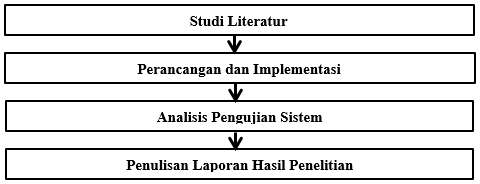 Studi Literatur
Perancangan dan Implementasi
Analisis Pengujian Sistem
Penulisan Laporan Hasil Penelitian